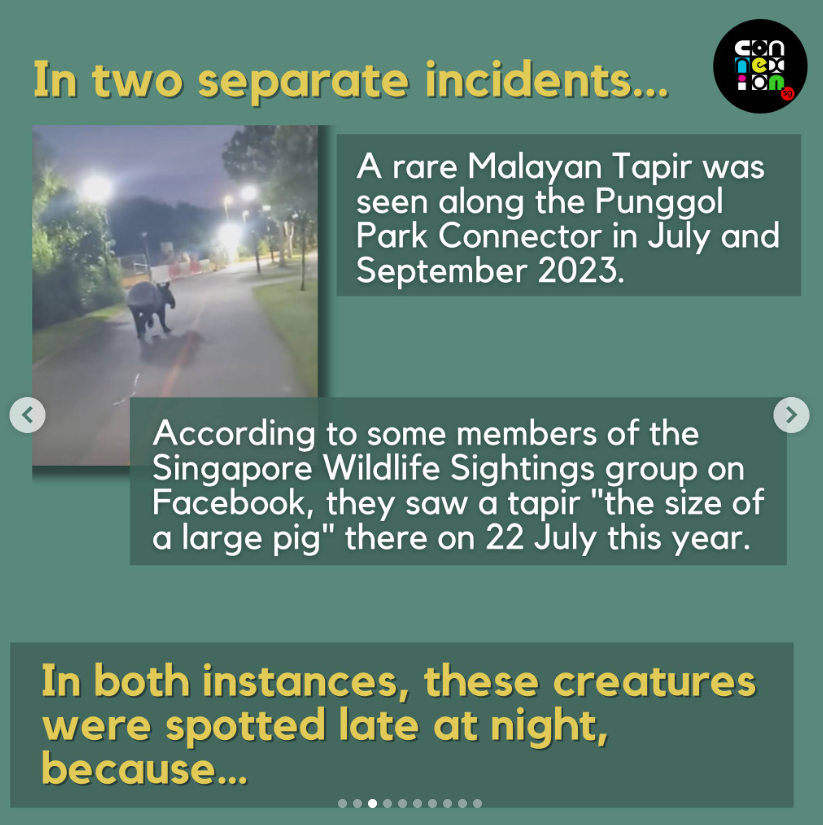 In two separate incidents...
con
nex
ion
sg
A rare Malayan Tapir was
seen along the Punggol
Park Connector in July and
September 2023.
According to some members of the
Singapore Wildlife Sightings group on
Facebook, they saw a tapir "the size of
a large pig" there on 22 July this year.
In both instances, these creatures
were spotted late at night,
because...